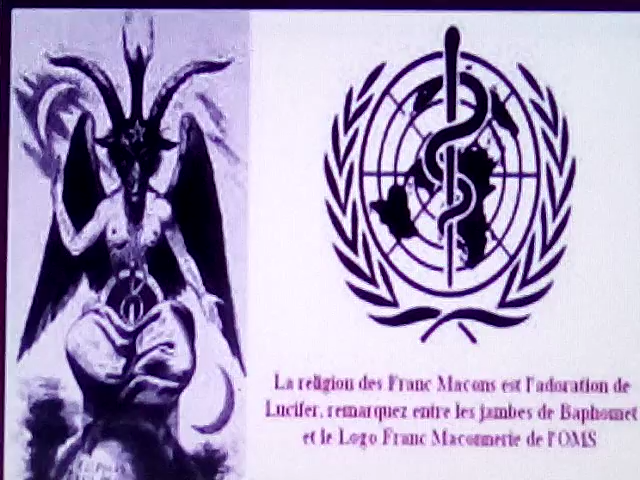 La religion des Franc Macons est l'adoration de
Lucifer, remarquez entre les jambes de Baphomet
et le Logo Franc Maconnerie de l'OMS